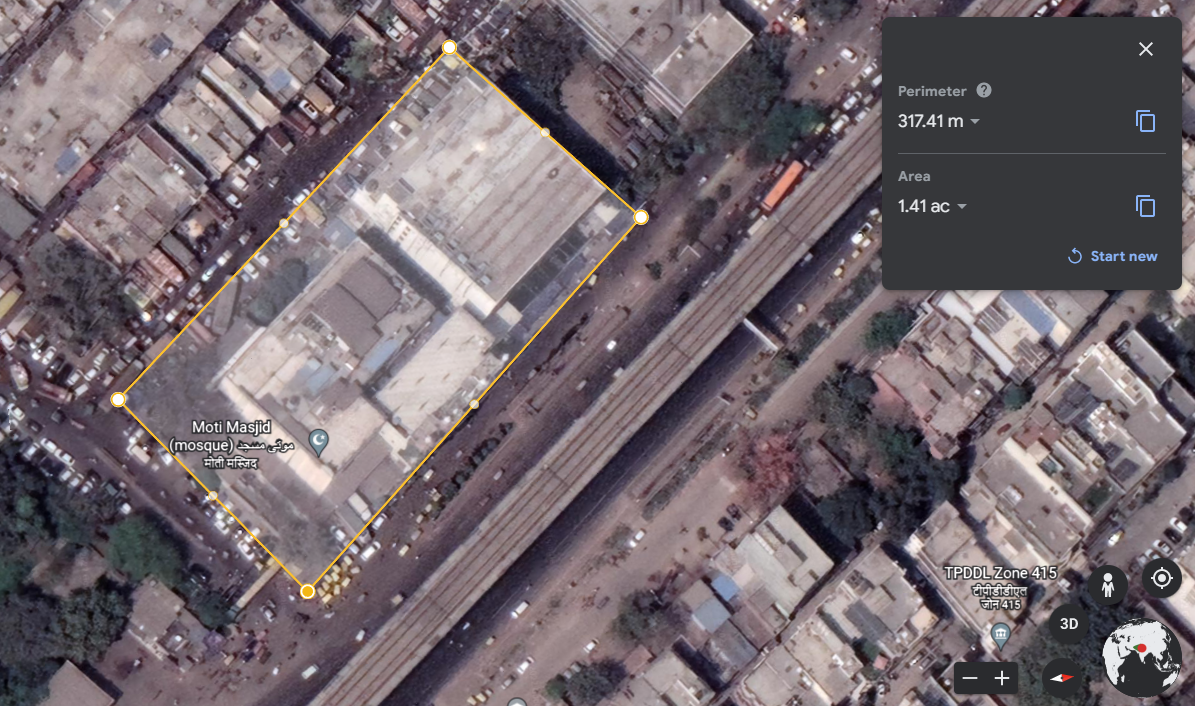 Perimeter
317.41 m
Area
1.41 ac
Start new
Moti Masjid
(mosque) موتی مسجد
मोती मस्जिद
TPDDL Zone 415
टीपीडीडीएल
जोन 415
3D